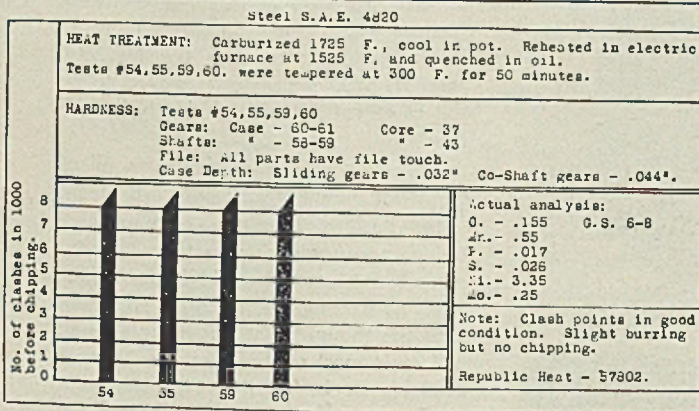 Steel S.A.E. 4820
HEAT TREATMENT: Carburized 1725 F., cool in pot. Reheated in electric
furnace at 1525 F, and quenched in oil.
Tests #54,55,59,60. were tempered at 300 F. for 50 minutes.
HARDNESS: Tests #54,55,59,60
Gears: Case - 60-61 Core - 37
Shafts: " - 58-59 " - 43
File: All parts have file touch.
Case Depth: Sliding gears - .032" Co-Shaft gears - .044".
No. of clashes in 1000
before chipping.
8
7
6
5
4
3
2
1
0
54 55 59 60
Actual analysis:
C. - .155 G.S. 6-8
Mn.- .55
P. - .017
S. - .026
Ni.- 3.35
Mo.- .25
Note: Clash points in good
condition. Slight burring
but no chipping.
Republic Heat - 57802.